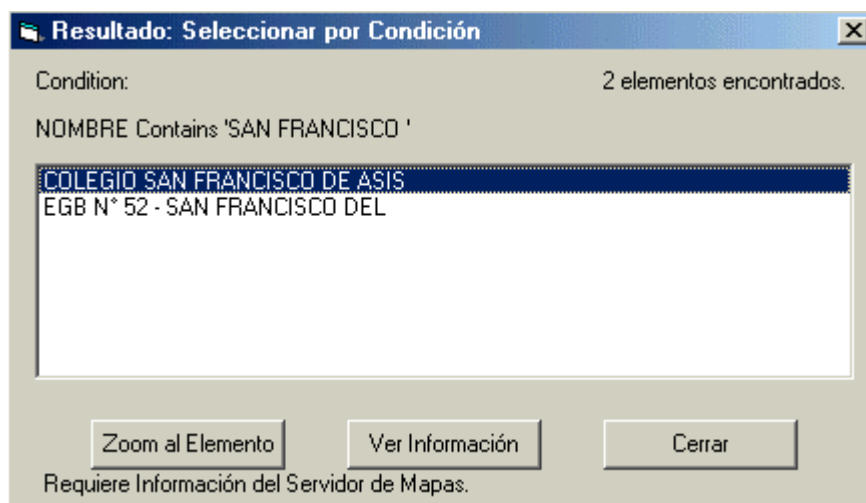 Resultado: Seleccionar por Condición
Condition:
2 elementos encontrados.
NOMBRE Contains 'SAN FRANCISCO '
COLEGIO SAN FRANCISCO DE ASIS
EGB N° 52 - SAN FRANCISCO DEL
Zoom al Elemento
Ver Información
Cerrar
Requiere Información del Servidor de Mapas.